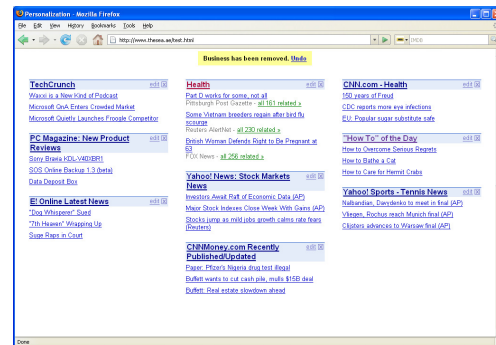 Personalization - Mozilla Firefox
File Edit View History Bookmarks Tools Help
http://www.thesea.ae/test.html
IMDB
Business has been removed. Undo
TechCrunch edit
Waxxi is a New Kind of Podcast
Microsoft QnA Enters Crowded Market
Microsoft Quietly Launches Froogle Competitor
PC Magazine: New Product
Reviews edit
Sony Bravia KDL-V40XBR1
SOS Online Backup 1.3 (beta)
Data Deposit Box
E! Online Latest News edit
"Dog Whisperer" Sued
"7th Heaven" Wrapping Up
Suge Raps in Court
Health edit
Part D works for some, not all
Pittsburgh Post Gazette - all 161 related »
Some Vietnam breeders regain after bird flu
scourge
Reuters AlertNet - all 230 related »
British Woman Defends Right to Be Pregnant at
63
FOX News - all 256 related »
Yahoo! News: Stock Markets
News edit
Investors Await Raft of Economic Data (AP)
Major Stock Indexes Close Week With Gains (AP)
Stocks jump as mild jobs growth calms rate fears
(Reuters)
CNNMoney.com Recently
Published/Updated edit
Paper: Pfizer's Nigeria drug test illegal
Buffett wants to cut cash pile, mulls $15B deal
Buffett: Real estate slowdown ahead
CNN.com - Health edit
150 years of Freud
CDC reports more eye infections
EU: Popular sugar substitute safe
"How To" of the Day edit
How to Overcome Serious Regrets
How to Bathe a Cat
How to Care for Hermit Crabs
Yahoo! Sports - Tennis News edit
Nalbandian, Davydenko to meet in final (AP)
Vliegen, Rochus reach Munich final (AP)
Clijsters advances to Warsaw final (AP)
Done